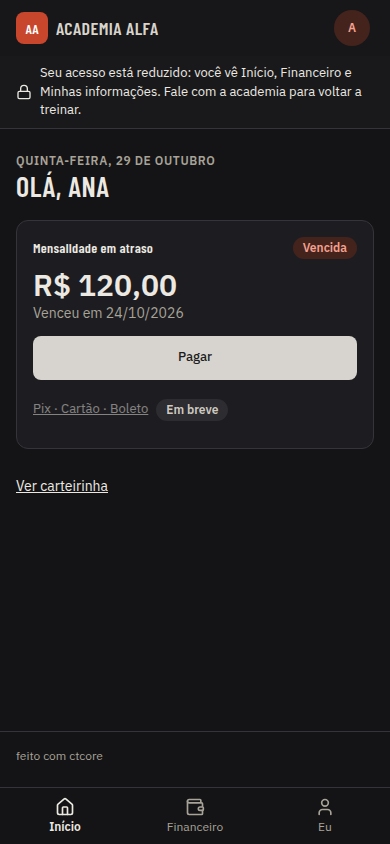 AA
ACADEMIA ALFA
A
Seu acesso está reduzido: você vê Início, Financeiro e
Minhas informações. Fale com a academia para voltar a
treinar.
QUINTA-FEIRA, 29 DE OUTUBRO
OLÁ, ANA
Mensalidade em atraso
Vencida
R$ 120,00
Venceu em 24/10/2026
Pagar
Pix · Cartão · Boleto
Em breve
Ver carteirinha
feito com ctcore
Início
Financeiro
Eu